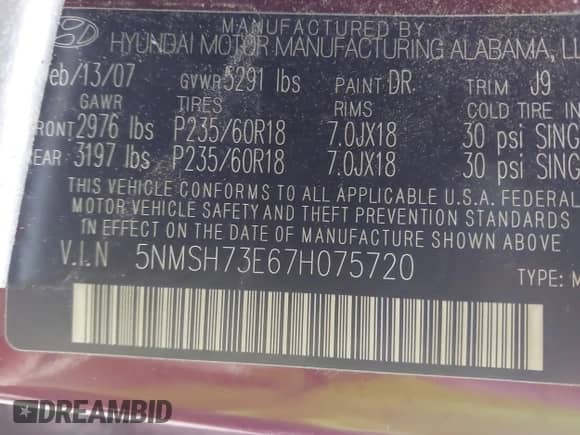 MANUFACTURED BY
HYUNDAI MOTOR MANUFACTURING ALABAMA,
eb/13/07 GVWR 5291 lbs PAINT DR TRIM J9
GAWR TIRES RIMS COLD TIRE IN
FRONT 2976 lbs P235/60R18 7.0JX18 30 psi SING
REAR 3197 lbs P235/60R18 7.0JX18 30 psi SING
THIS VEHICLE CONFORMS TO ALL APPLICABLE U.S.A. FEDERAL
MOTOR VEHICLE SAFETY AND THEFT PREVENTION STANDARDS
IN EFFECT ON THE DATE OF MANUFACTURE SHOWN ABOVE
V.I.N 5NMSH73E67H075720
TYPE: M
DREAMBID